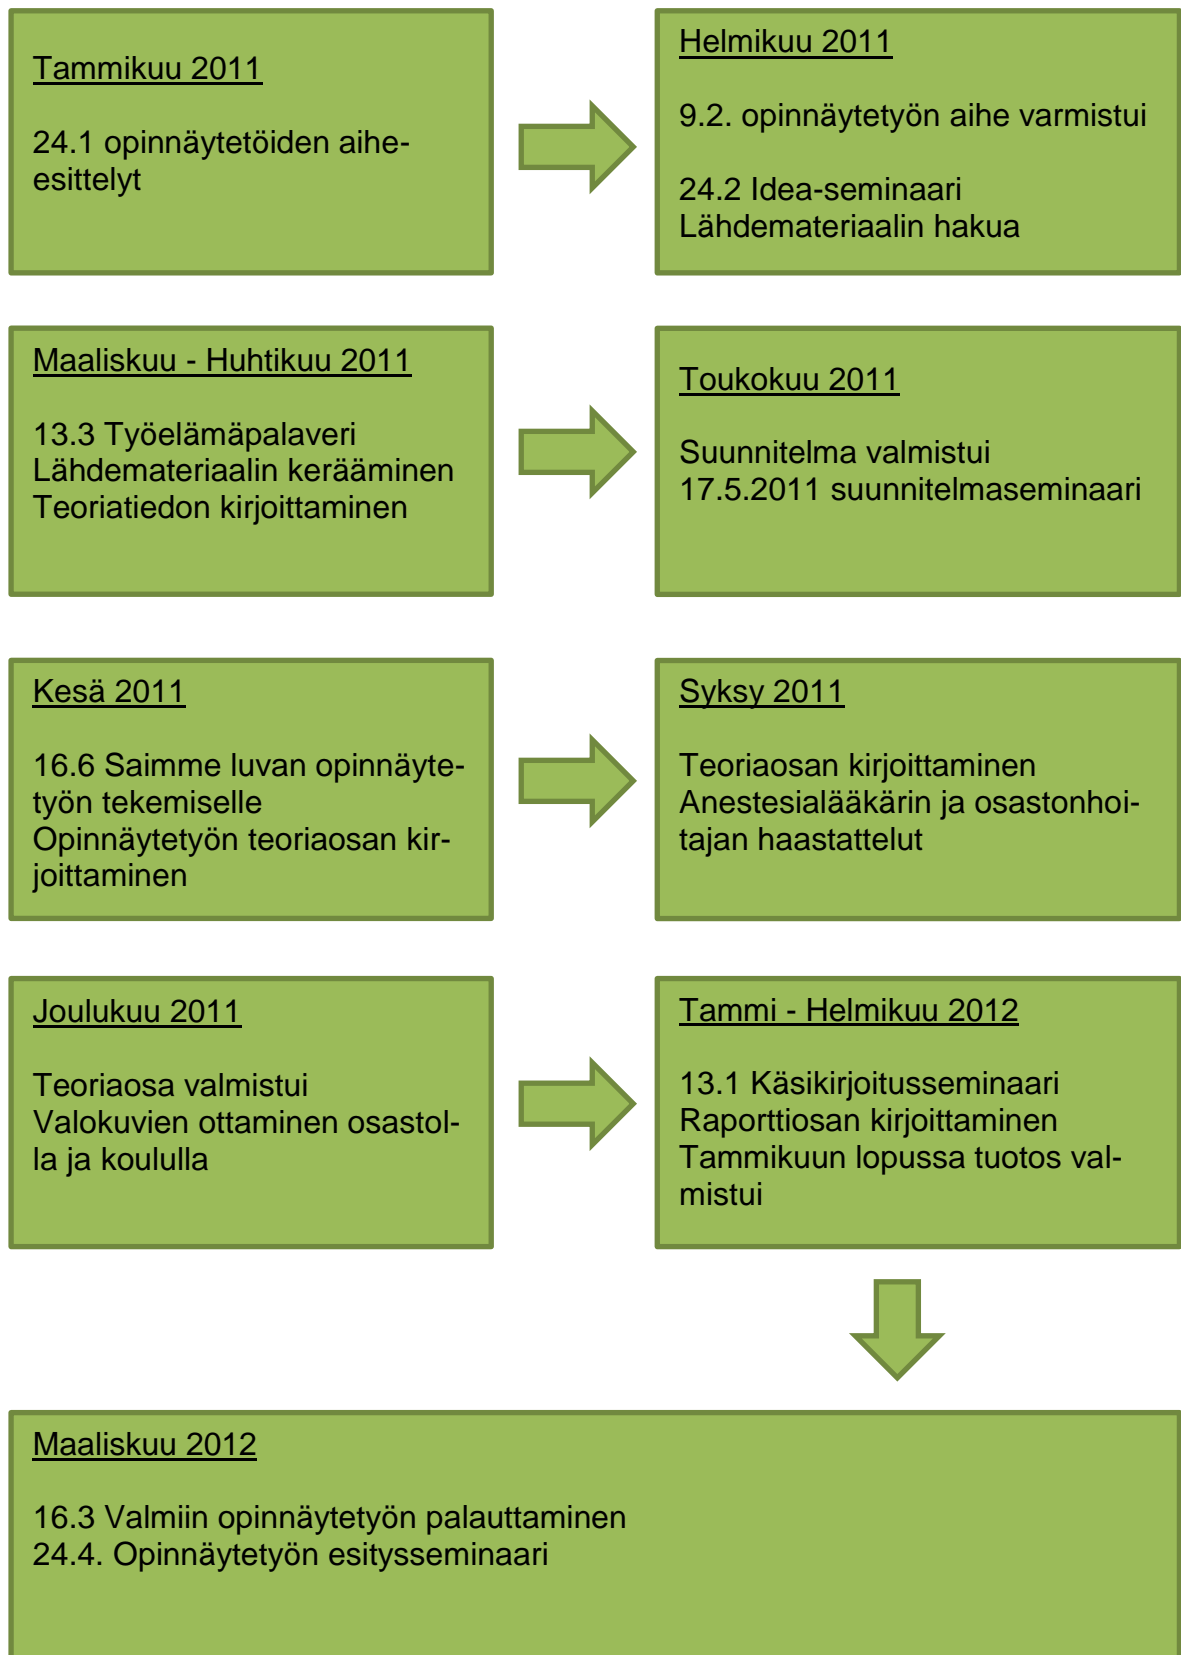 Tammikuu 2011
24.1 opinnäytetöiden aihe-
esittelyt
Helmikuu 2011
9.2. opinnäytetyön aihe varmistui
24.2 Idea-seminaari
Lähdemateriaalin hakua
Maaliskuu - Huhtikuu 2011
13.3 Työelämäpalaveri
Lähdemateriaalin kerääminen
Teoriatiedon kirjoittaminen
Toukokuu 2011
Suunnitelma valmistui
17.5.2011 suunnitelmaseminaari
Kesä 2011
16.6 Saimme luvan opinnäyte-
työn tekemiselle
Opinnäytetyön teoriaosan kir-
joittaminen
Syksy 2011
Teoriaosan kirjoittaminen
Anestesialääkärin ja osastonhoi-
tajan haastattelut
Joulukuu 2011
Teoriaosa valmistui
Valokuvien ottaminen osastol-
la ja koululla
Tammi - Helmikuu 2012
13.1 Käsikirjoitusseminaari
Raporttiosan kirjoittaminen
Tammikuun lopussa tuotos val-
mistui
Maaliskuu 2012
16.3 Valmiin opinnäytetyön palauttaminen
24.4. Opinnäytetyön esitysseminaari